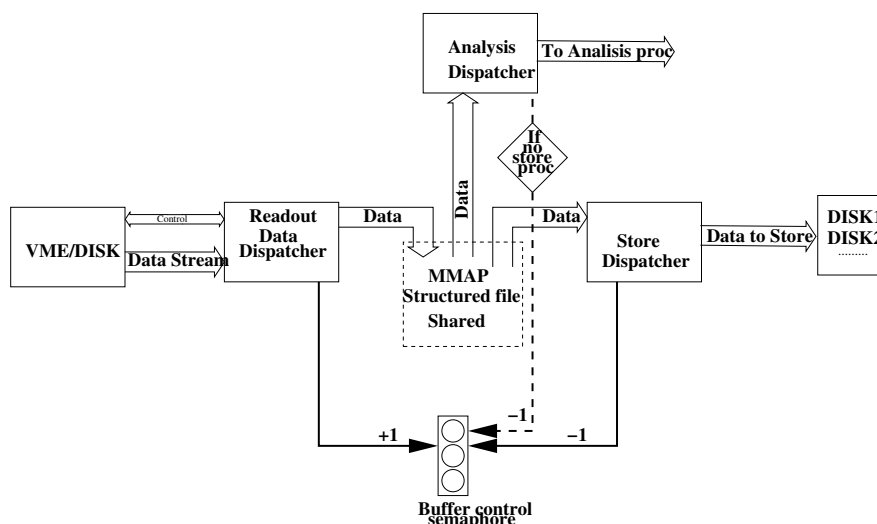 Analysis
Dispatcher
To Analisis proc
If
no
store
proc
Control
VME/DISK
Data Stream
Readout
Data
Dispatcher
Data
Data
Data
MMAP
Structured file
Shared
Store
Dispatcher
Data to Store
DISK1
DISK2
.........
+1
−1
−1
Buffer control
semaphore